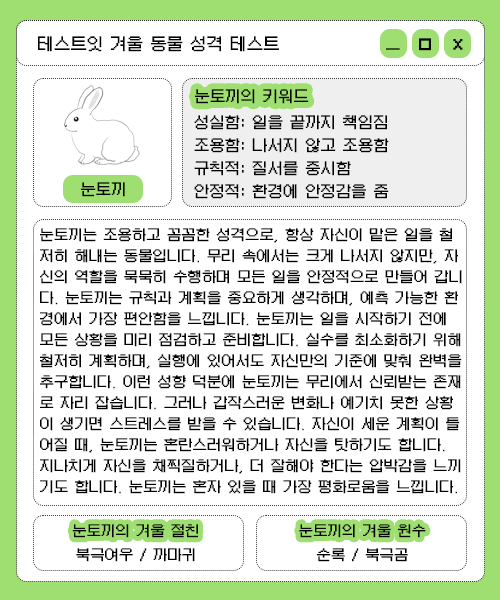 테스트잇 겨울 동물 성격 테스트
눈토끼
눈토끼의 키워드
성실함: 일을 끝까지 책임짐
조용함: 나서지 않고 조용함
규칙적: 질서를 중시함
안정적: 환경에 안정감을 줌
눈토끼는 조용하고 꼼꼼한 성격으로, 항상 자신이 맡은 일을 철
저히 해내는 동물입니다. 무리 속에서는 크게 나서지 않지만, 자
신의 역할을 묵묵히 수행하며 모든 일을 안정적으로 만들어 갑니
다. 눈토끼는 규칙과 계획을 중요하게 생각하며, 예측 가능한 환
경에서 가장 편안함을 느낍니다. 눈토끼는 일을 시작하기 전에
모든 상황을 미리 점검하고 준비합니다. 실수를 최소화하기 위해
철저히 계획하며, 실행에 있어서도 자신만의 기준에 맞춰 완벽을
추구합니다. 이런 성향 덕분에 눈토끼는 무리에서 신뢰받는 존재
로 자리 잡습니다. 그러나 갑작스러운 변화나 예기치 못한 상황
이 생기면 스트레스를 받을 수 있습니다. 자신이 세운 계획이 틀
어질 때, 눈토끼는 혼란스러워하거나 자신을 탓하기도 합니다.
지나치게 자신을 채찍질하거나, 더 잘해야 한다는 압박감을 느끼
기도 합니다. 눈토끼는 혼자 있을 때 가장 평화로움을 느낍니다.
눈토끼의 겨울 절친
북극여우 / 까마귀
눈토끼의 겨울 원수
순록 / 북극곰